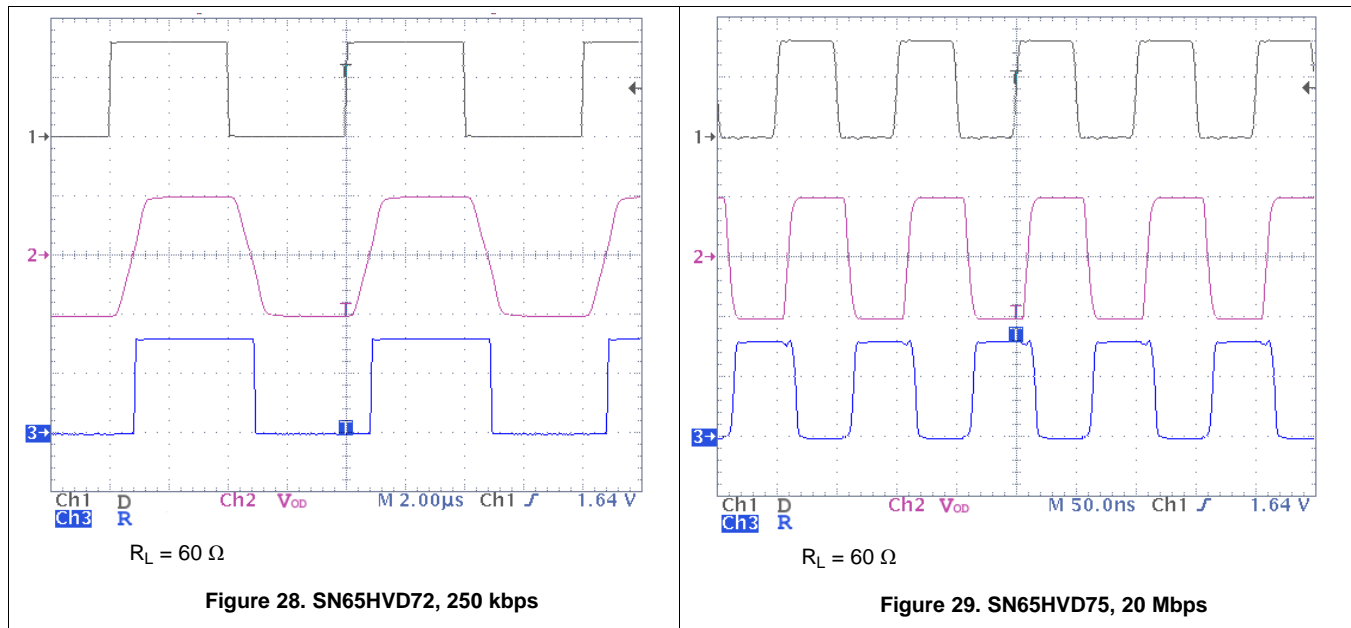 T
1
2
T
3
T
Ch1 D Ch2 VOD M 2.00µs Ch1 1.64 V
Ch3 R
RL = 60 Ω
Figure 28. SN65HVD72, 250 kbps
T
1
2
T
T
3
Ch1 D Ch2 VOD M 50.0ns Ch1 1.64 V
Ch3 R
RL = 60 Ω
Figure 29. SN65HVD75, 20 Mbps